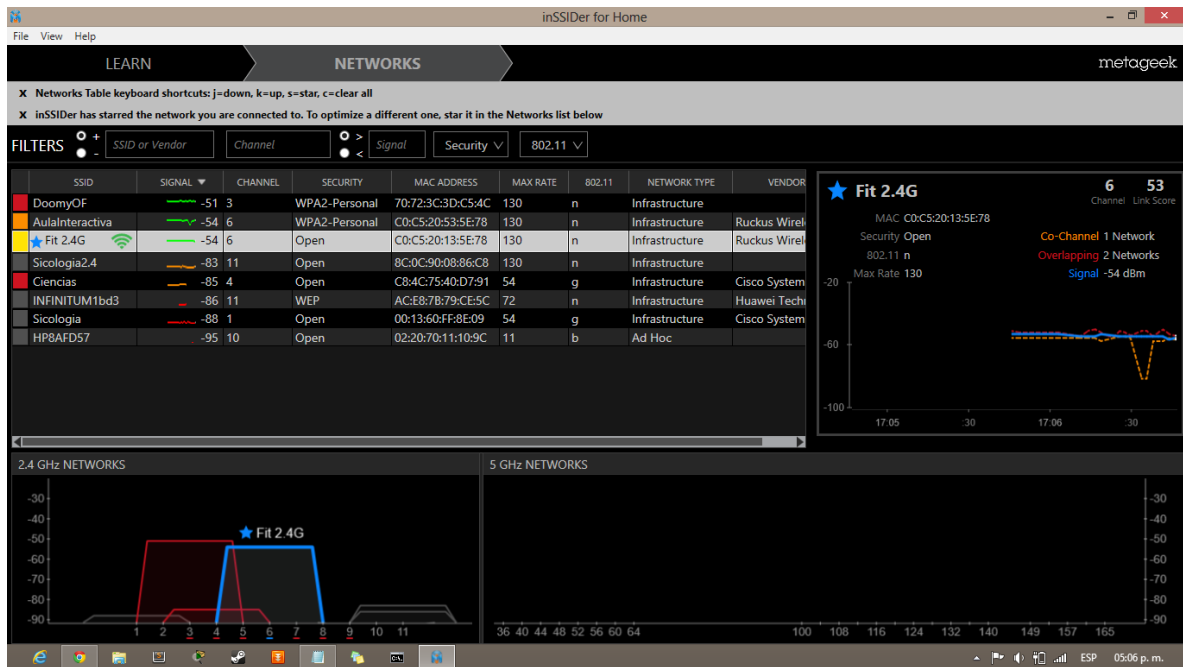 inSSIDer for Home
File View Help
LEARN NETWORKS metageek
x Networks Table keyboard shortcuts: j=down, k=up, s=star, c=clear all
x inSSIDer has starred the network you are connected to. To optimize a different one, star it in the Networks list below
FILTERS + - SSID or Vendor Channel > < Signal Security 802.11
SSID SIGNAL CHANNEL SECURITY MAC ADDRESS MAX RATE 802.11 NETWORK TYPE VENDOR
DoomyOF -51 3 WPA2-Personal 70:72:3C:3D:C5:4C 130 n Infrastructure
AulaInteractiva -54 6 WPA2-Personal C0:C5:20:53:5E:78 130 n Infrastructure Ruckus Wirel
Fit 2.4G -54 6 Open C0:C5:20:13:5E:78 130 n Infrastructure Ruckus Wirel
Sicologia2.4 -83 11 Open 8C:0C:90:08:86:C8 130 n Infrastructure
Ciencias -85 4 Open C8:4C:75:40:D7:91 54 g Infrastructure Cisco System
INFINITUM1bd3 -86 11 WEP AC:E8:7B:79:CE:5C 72 n Infrastructure Huawei Techn
Sicologia -88 1 Open 00:13:60:FF:8E:09 54 g Infrastructure Cisco System
HP8AFD57 -95 10 Open 02:20:70:11:10:9C 11 b Ad Hoc
Fit 2.4G 6 53
Channel Link Score
MAC C0:C5:20:13:5E:78
Security Open Co-Channel 1 Network
802.11 n Overlapping 2 Networks
Max Rate 130 Signal -54 dBm
-20
-60
-100
17:05 :30 17:06 :30
2.4 GHz NETWORKS
-30
-40
-50
-60
-70
-80
-90
Fit 2.4G
1 2 3 4 5 6 7 8 9 10 11
5 GHz NETWORKS
-30
-40
-50
-60
-70
-80
-90
36 40 44 48 52 56 60 64 100 108 116 124 132 140 149 157 165
ESP 05:06 p. m.